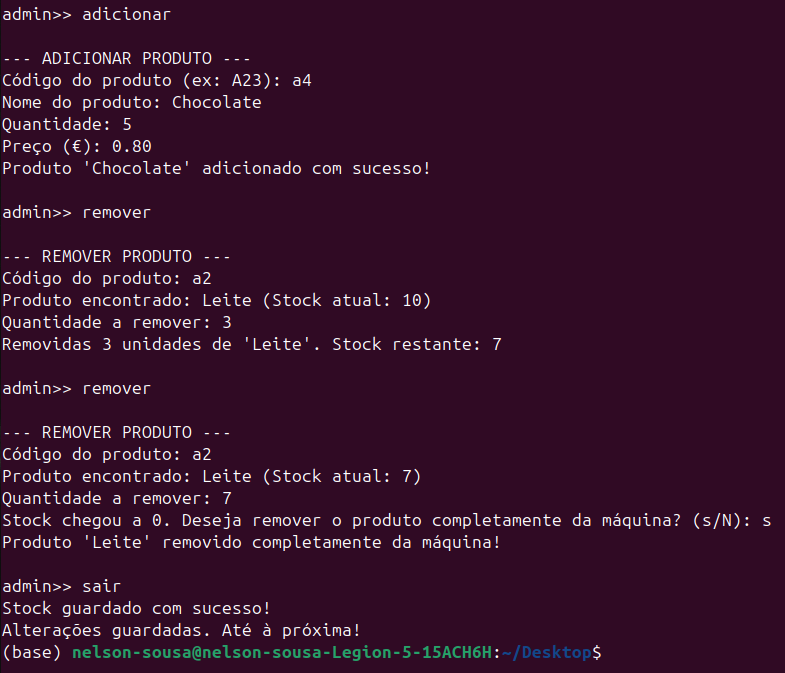 admin>> adicionar
--- ADICIONAR PRODUTO ---
Código do produto (ex: A23): a4
Nome do produto: Chocolate
Quantidade: 5
Preço (€): 0.80
Produto 'Chocolate' adicionado com sucesso!
admin>> remover
--- REMOVER PRODUTO ---
Código do produto: a2
Produto encontrado: Leite (Stock atual: 10)
Quantidade a remover: 3
Removidas 3 unidades de 'Leite'. Stock restante: 7
admin>> remover
--- REMOVER PRODUTO ---
Código do produto: a2
Produto encontrado: Leite (Stock atual: 7)
Quantidade a remover: 7
Stock chegou a 0. Deseja remover o produto completamente da máquina? (s/N): s
Produto 'Leite' removido completamente da máquina!
admin>> sair
Stock guardado com sucesso!
Alterações guardadas. Até à próxima!
(base) nelson-sousa@nelson-sousa-Legion-5-15ACH6H:~/Desktop$